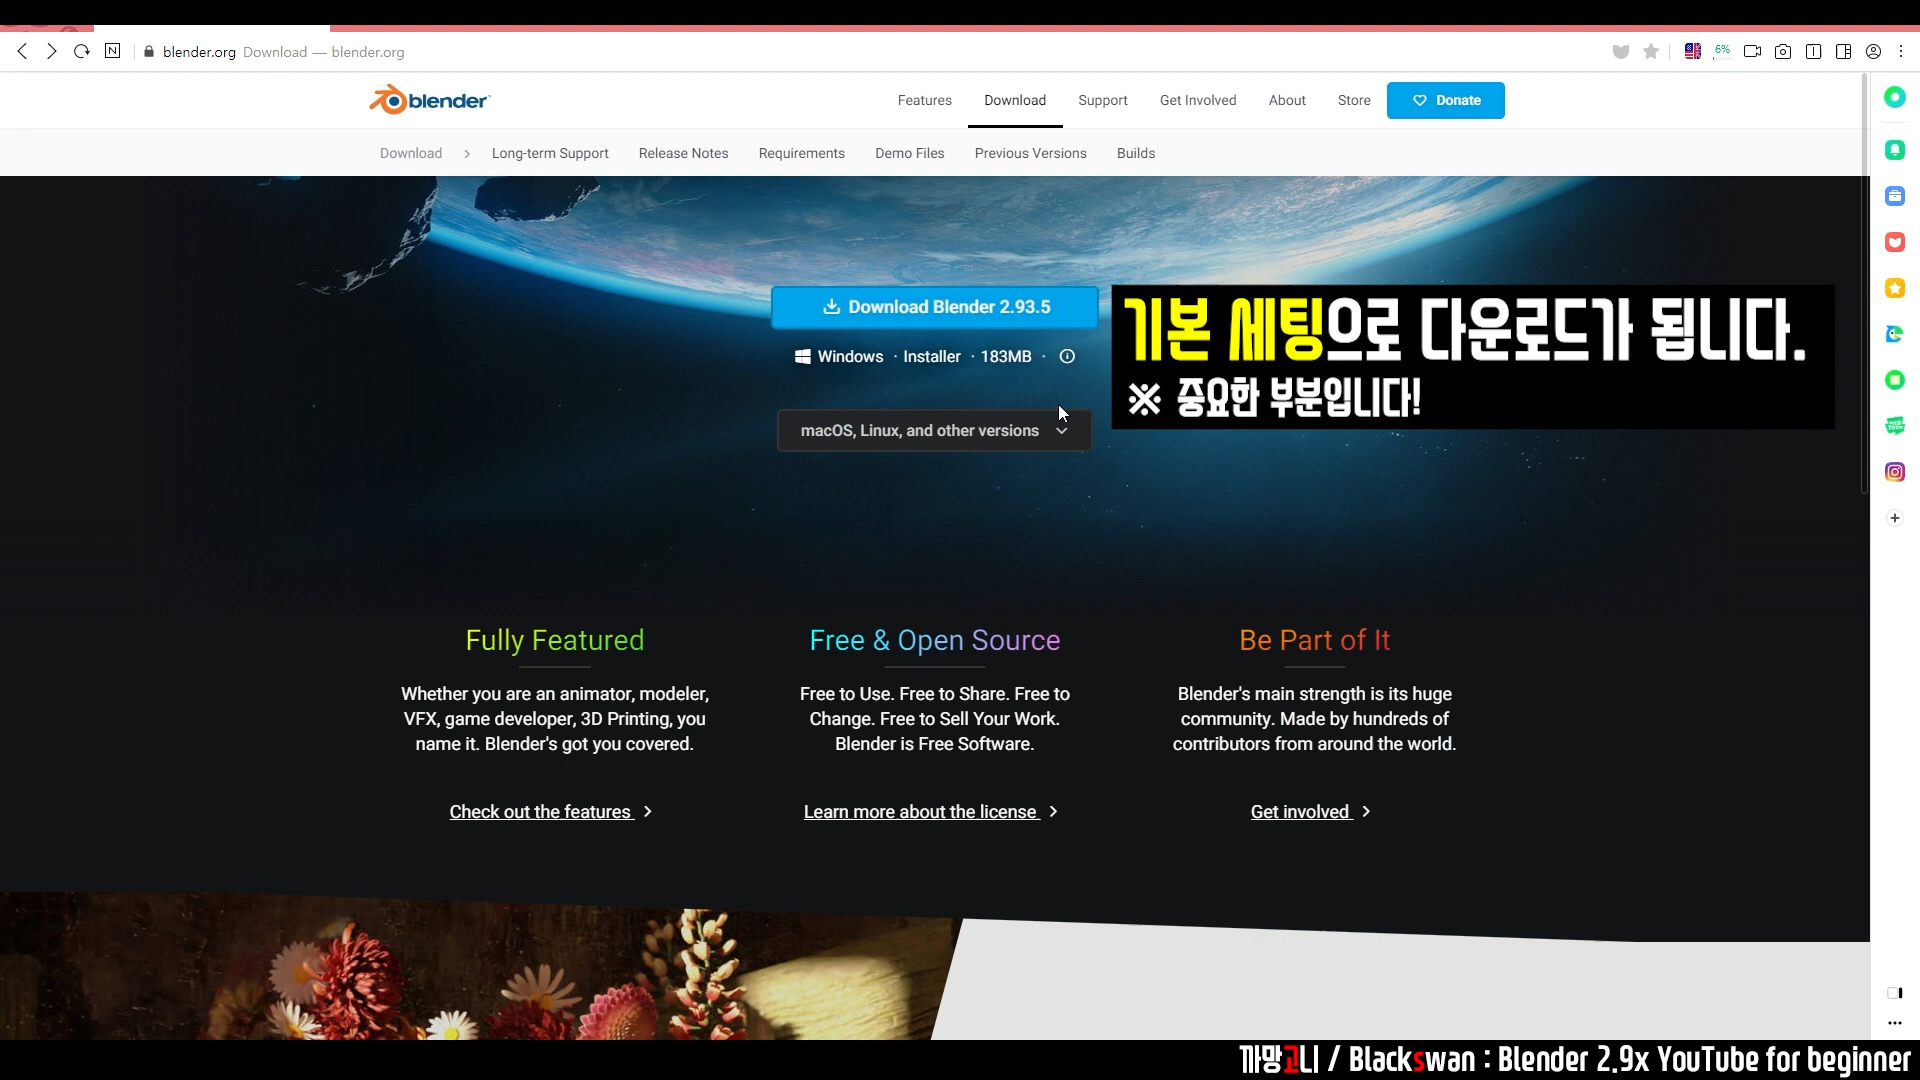 blender.org Download — blender.org
6%
blender
Features Download Support Get Involved About Store Donate
Download Long-term Support Release Notes Requirements Demo Files Previous Versions Builds
Download Blender 2.93.5
Windows · Installer · 183MB ·
macOS, Linux, and other versions
기본 세팅으로 다운로드가 됩니다.
※ 중요한 부분입니다!
Fully Featured
Whether you are an animator, modeler,
VFX, game developer, 3D Printing, you
name it. Blender's got you covered.
Check out the features
Free & Open Source
Free to Use. Free to Share. Free to
Change. Free to Sell Your Work.
Blender is Free Software.
Learn more about the license
Be Part of It
Blender's main strength is its huge
community. Made by hundreds of
contributors from around the world.
Get involved
까망고니 / Blackswan : Blender 2.9x YouTube for beginner